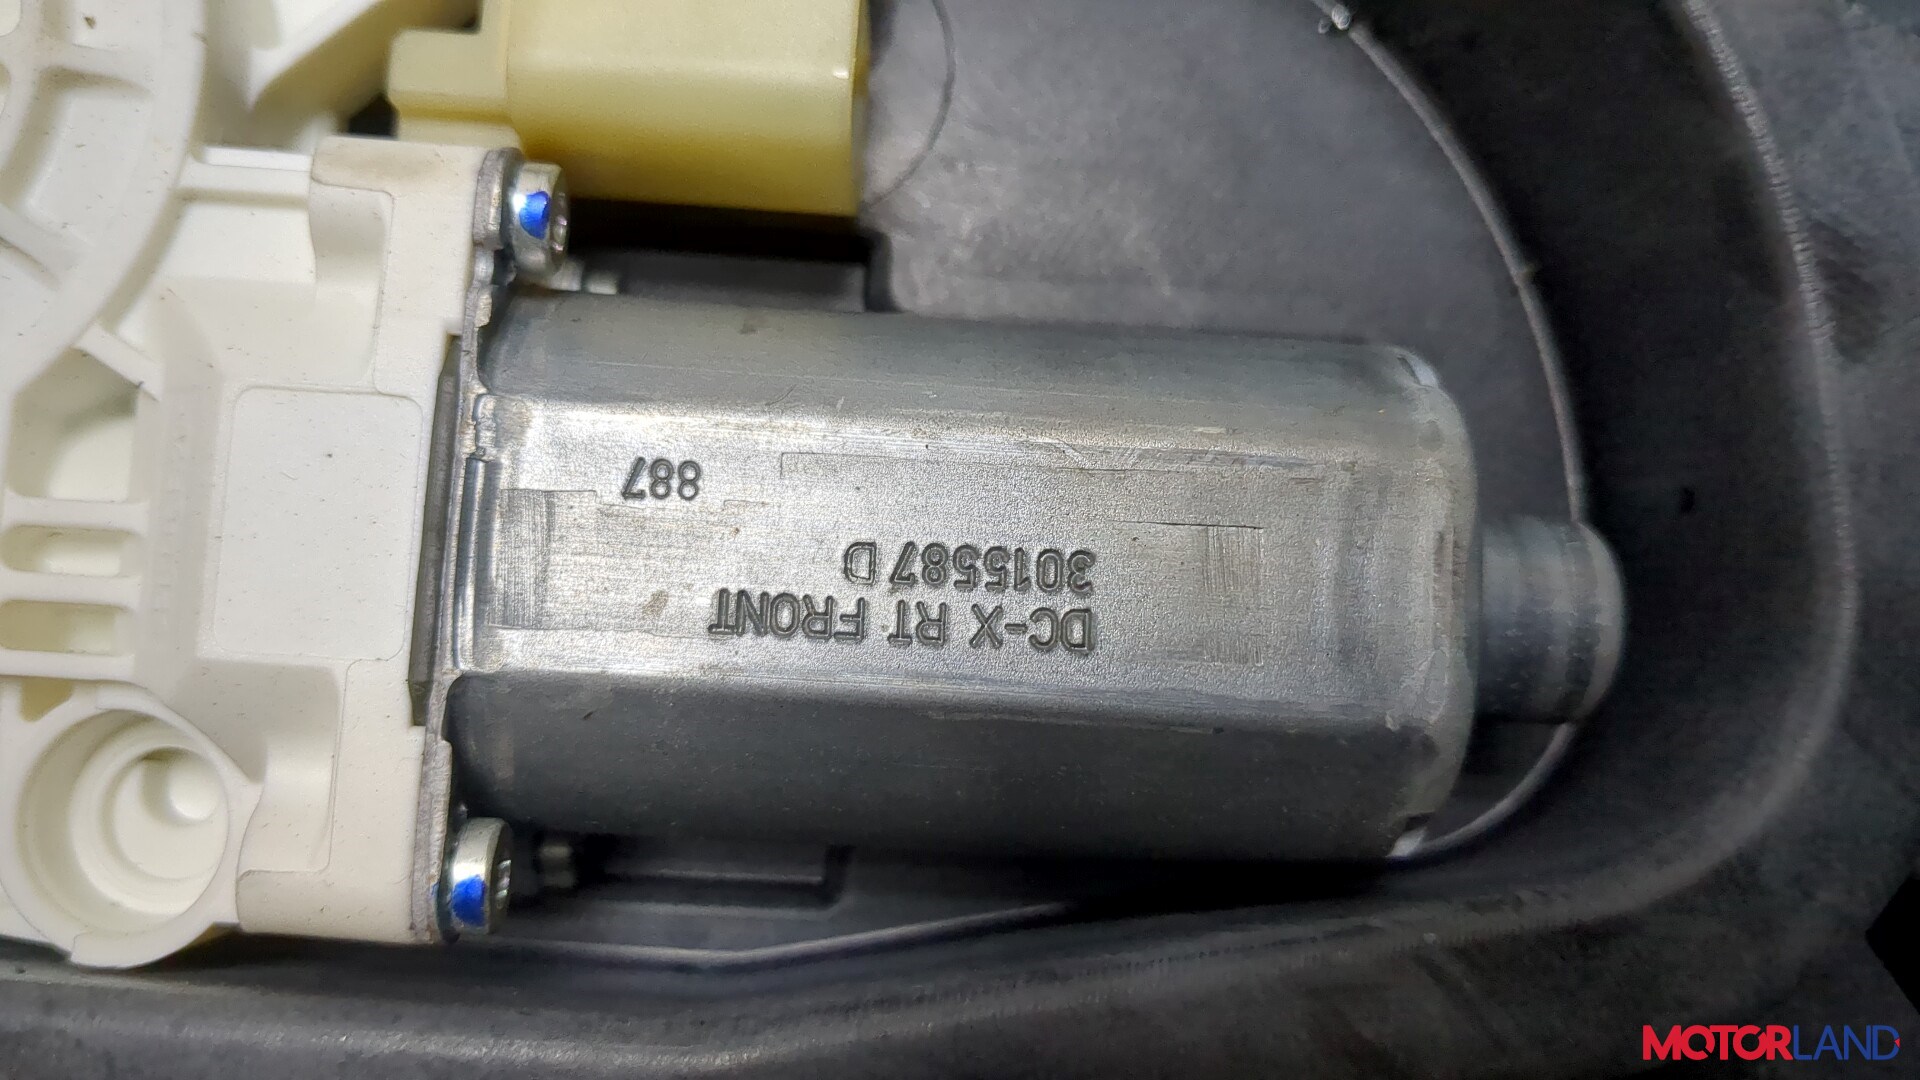 DC-X RT FRONT
3015587 D
887
MOTORLAND